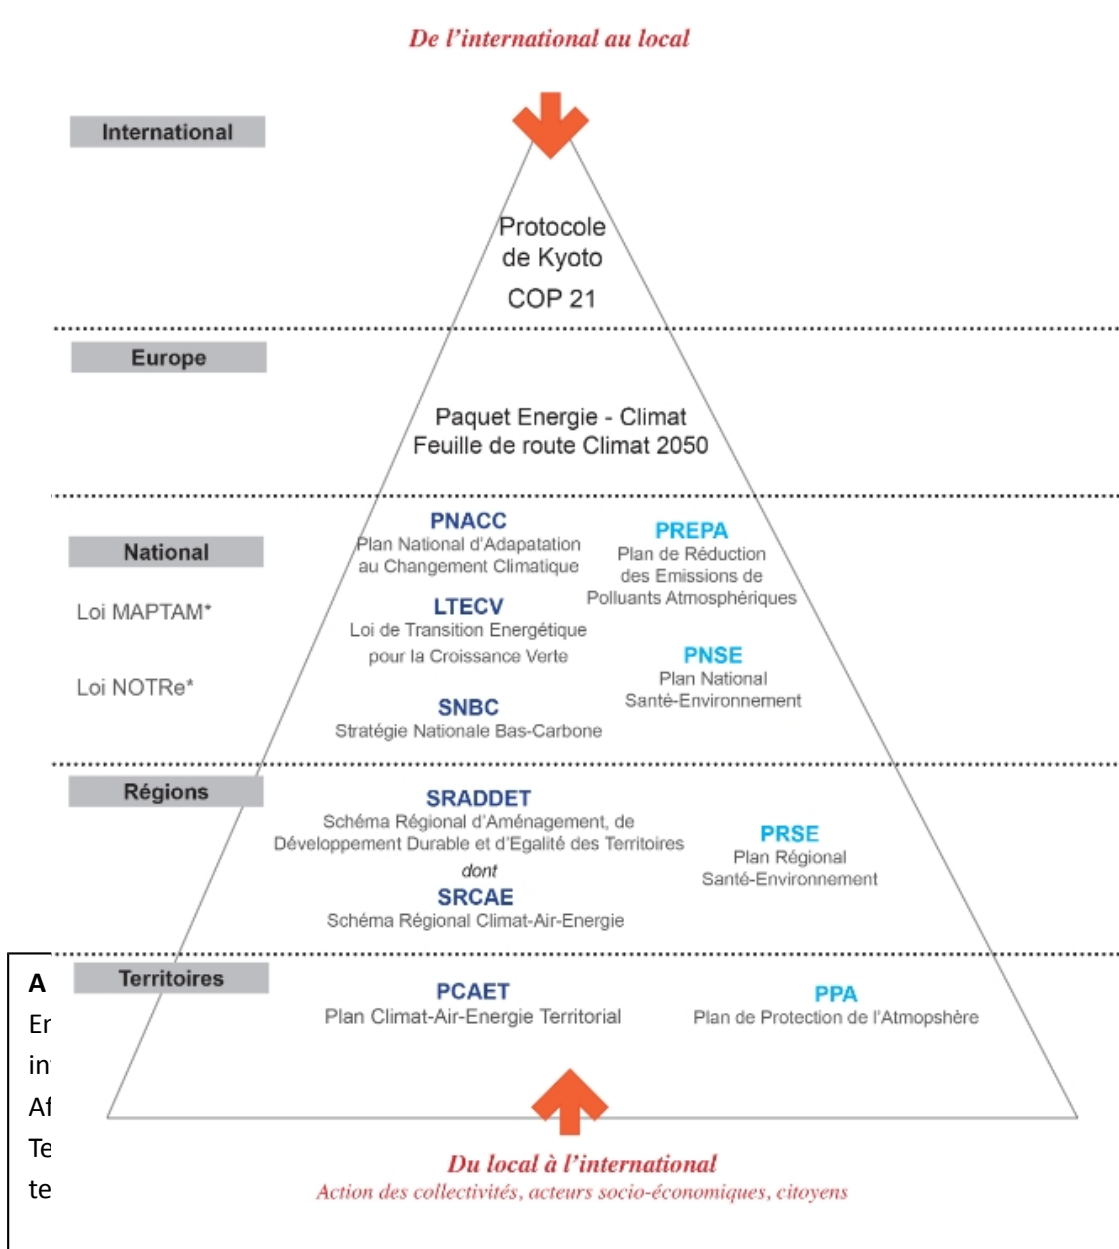 De l'international au local
International
Protocole
de Kyoto
COP 21
Europe
Paquet Energie - Climat
Feuille de route Climat 2050
National
Loi MAPTAM*
Loi NOTRe*
PNACC
Plan National d'Adapatation
au Changement Climatique
LTECV
Loi de Transition Energétique
pour la Croissance Verte
SNBC
Stratégie Nationale Bas-Carbone
PREPA
Plan de Réduction
des Emissions de
Polluants Atmosphériques
PNSE
Plan National
Santé-Environnement
Régions
SRADDET
Schéma Régional d'Aménagement, de
Développement Durable et d'Egalité des Territoires
dont
SRCAE
Schéma Régional Climat-Air-Energie
PRSE
Plan Régional
Santé-Environnement
Territoires
PCAET
Plan Climat-Air-Energie Territorial
PPA
Plan de Protection de l'Atmopshère
Du local à l'international
Action des collectivités, acteurs socio-économiques, citoyens